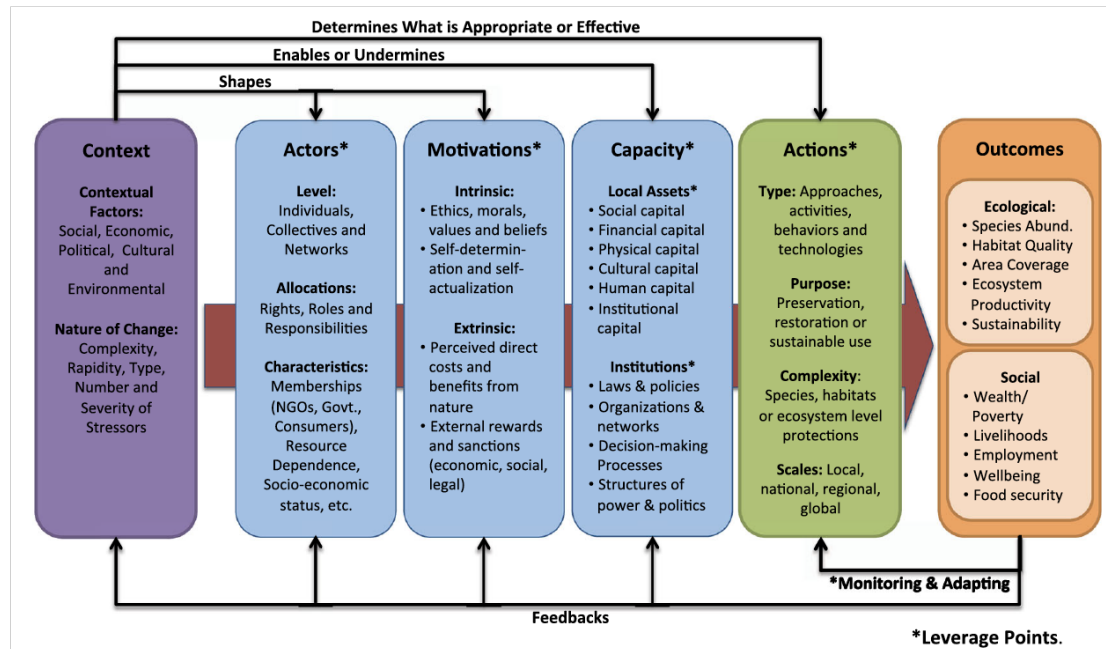 Determines What is Appropriate or Effective
Enables or Undermines
Shapes
Context
Contextual
Factors:
Social, Economic,
Political, Cultural
and
Environmental
Nature of Change:
Complexity,
Rapidity, Type,
Number and
Severity of
Stressors
Actors*
Level:
Individuals,
Collectives and
Networks
Allocations:
Rights, Roles and
Responsibilities
Characteristics:
Memberships
(NGOs, Govt.,
Consumers),
Resource
Dependence,
Socio-economic
status, etc.
Motivations*
Intrinsic:
• Ethics, morals,
values and beliefs
• Self-determin-
ation and self-
actualization
Extrinsic:
• Perceived direct
costs and
benefits from
nature
• External rewards
and sanctions
(economic, social,
legal)
Capacity*
Local Assets*
• Social capital
• Financial capital
• Physical capital
• Cultural capital
• Human capital
• Institutional
capital
Institutions*
• Laws & policies
• Organizations &
networks
• Decision-making
Processes
• Structures of
power & politics
Actions*
Type: Approaches,
activities,
behaviors and
technologies
Purpose:
Preservation,
restoration or
sustainable use
Complexity:
Species, habitats
or ecosystem level
protections
Scales: Local,
national, regional,
global
Outcomes
Ecological:
• Species Abund.
• Habitat Quality
• Area Coverage
• Ecosystem
Productivity
• Sustainability
Social
• Wealth/
Poverty
• Livelihoods
• Employment
• Wellbeing
• Food security
*Monitoring & Adapting
Feedbacks
*Leverage Points.